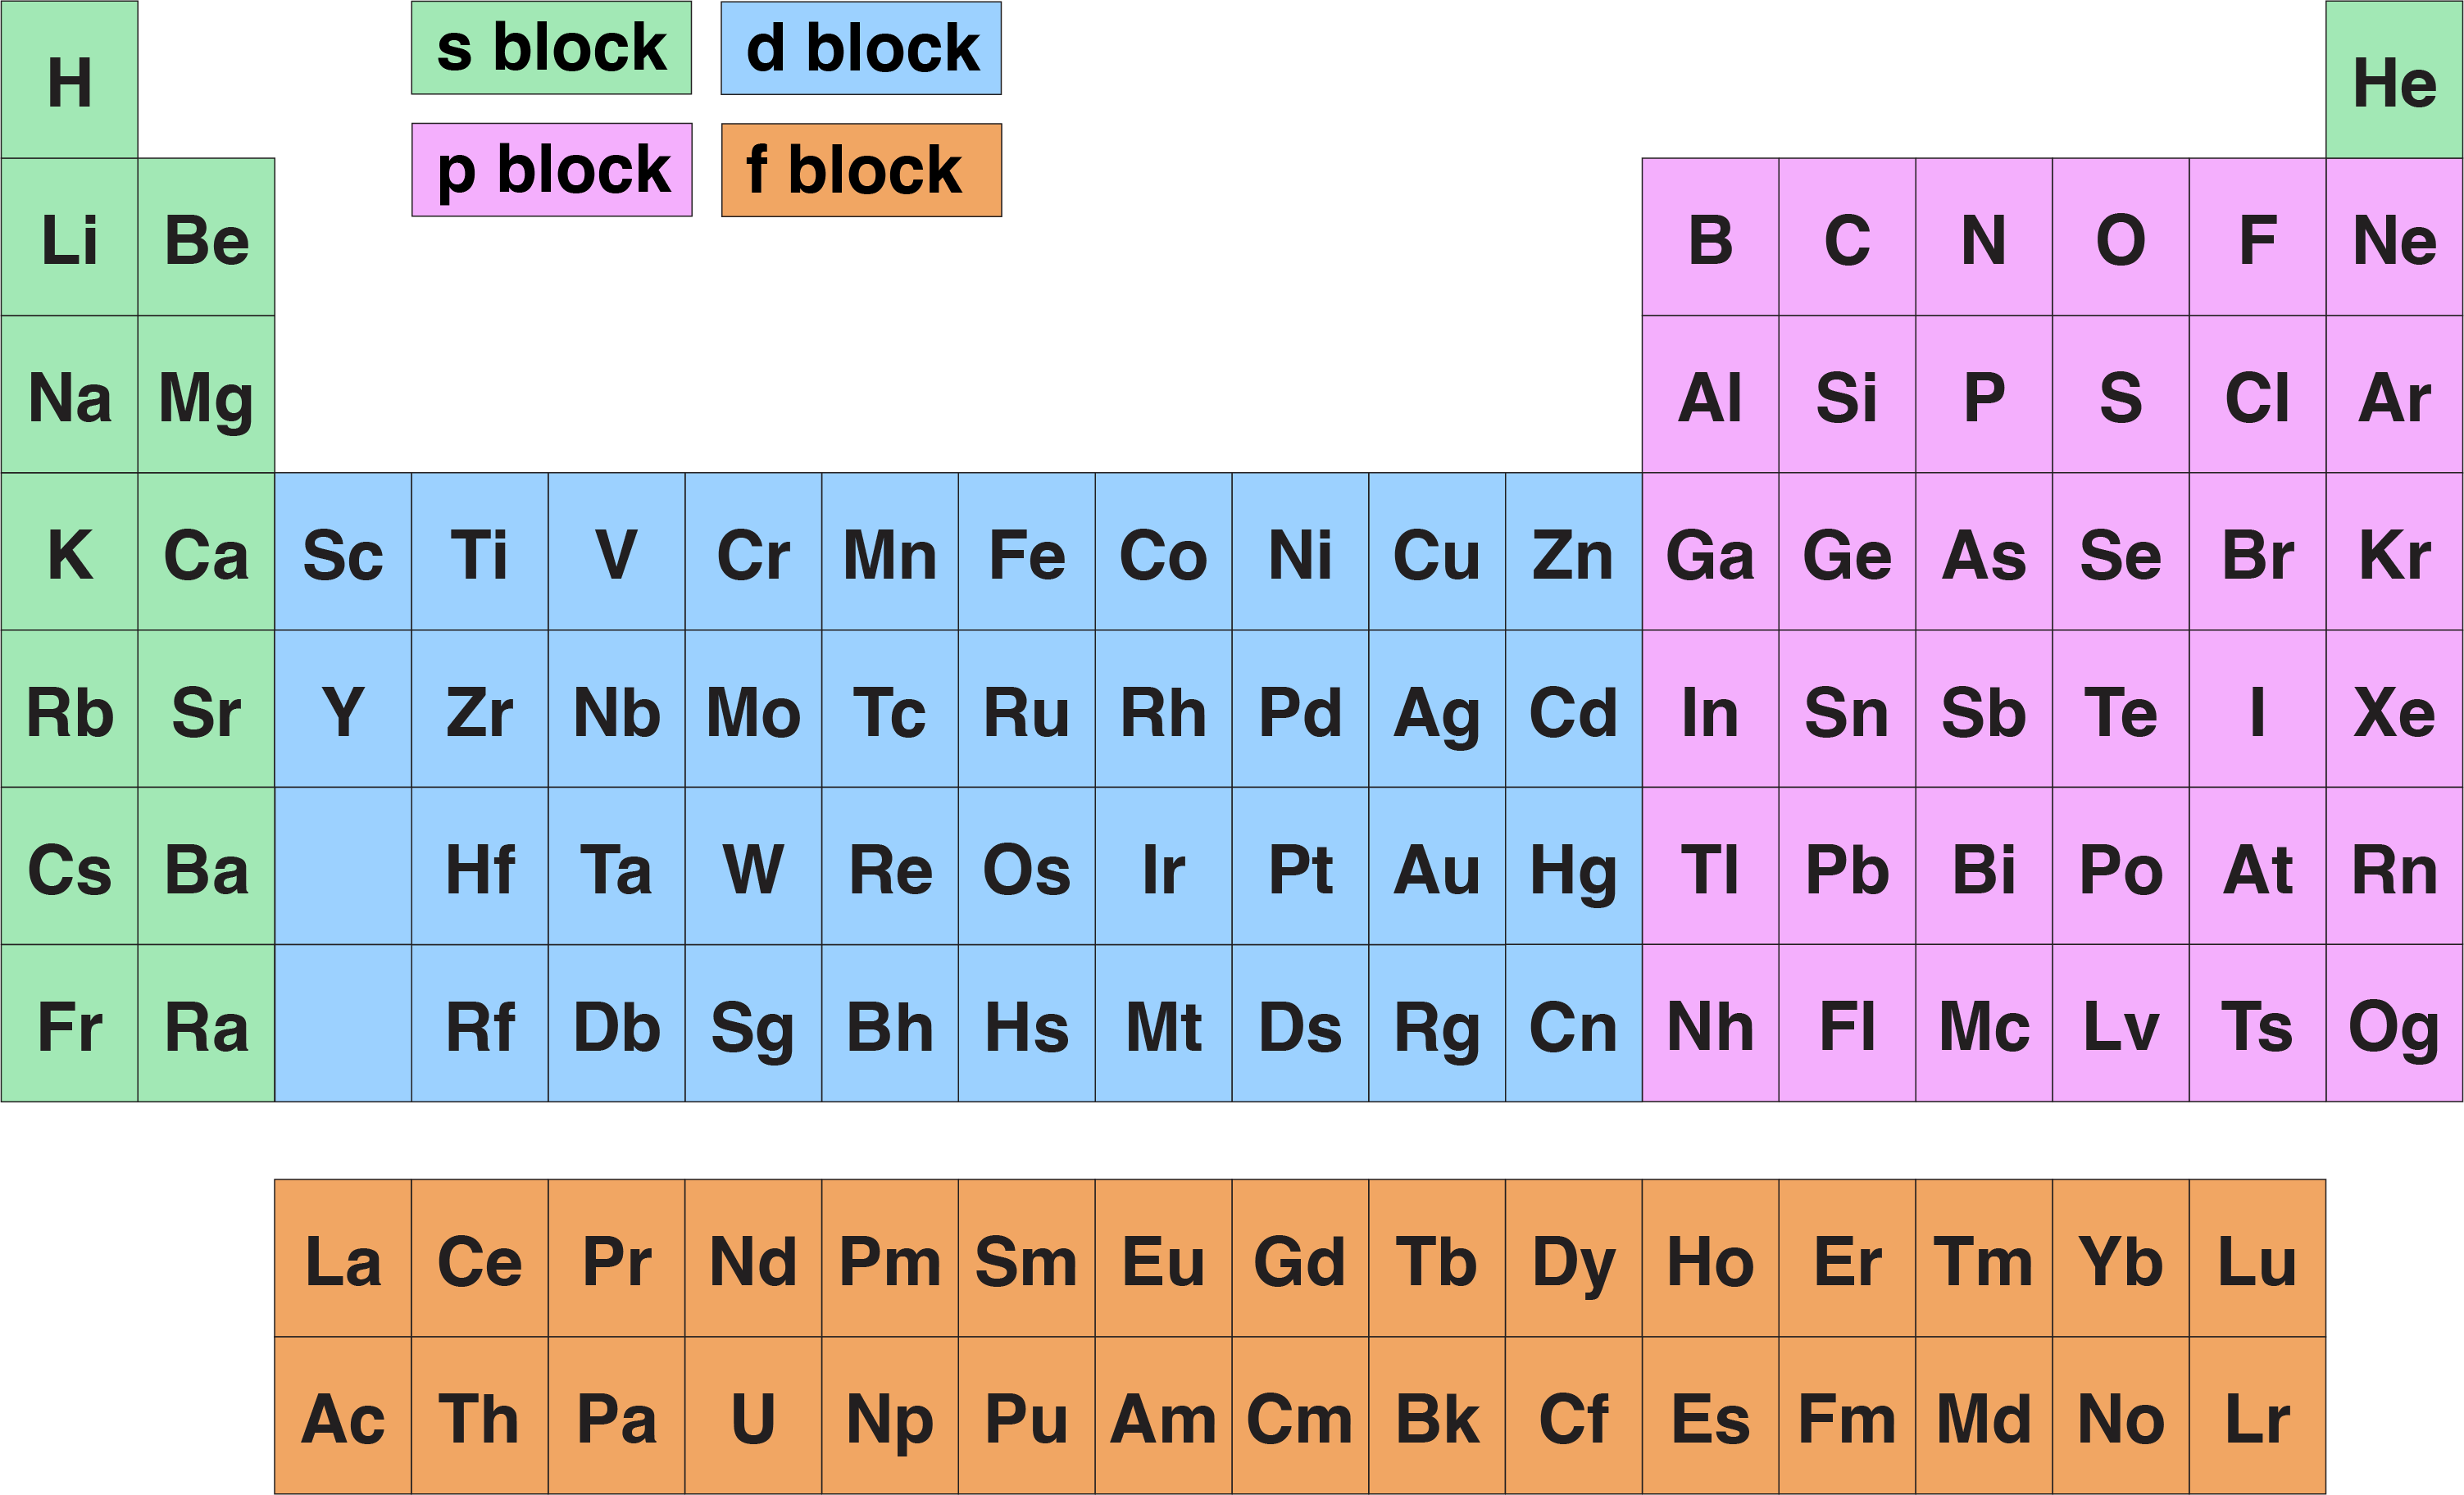 H s block d block He
p block f block
Li Be B C N O F Ne
Na Mg Al Si P S Cl Ar
K Ca Sc Ti V Cr Mn Fe Co Ni Cu Zn Ga Ge As Se Br Kr
Rb Sr Y Zr Nb Mo Tc Ru Rh Pd Ag Cd In Sn Sb Te I Xe
Cs Ba Hf Ta W Re Os Ir Pt Au Hg Tl Pb Bi Po At Rn
Fr Ra Rf Db Sg Bh Hs Mt Ds Rg Cn Nh Fl Mc Lv Ts Og
La Ce Pr Nd Pm Sm Eu Gd Tb Dy Ho Er Tm Yb Lu
Ac Th Pa U Np Pu Am Cm Bk Cf Es Fm Md No Lr